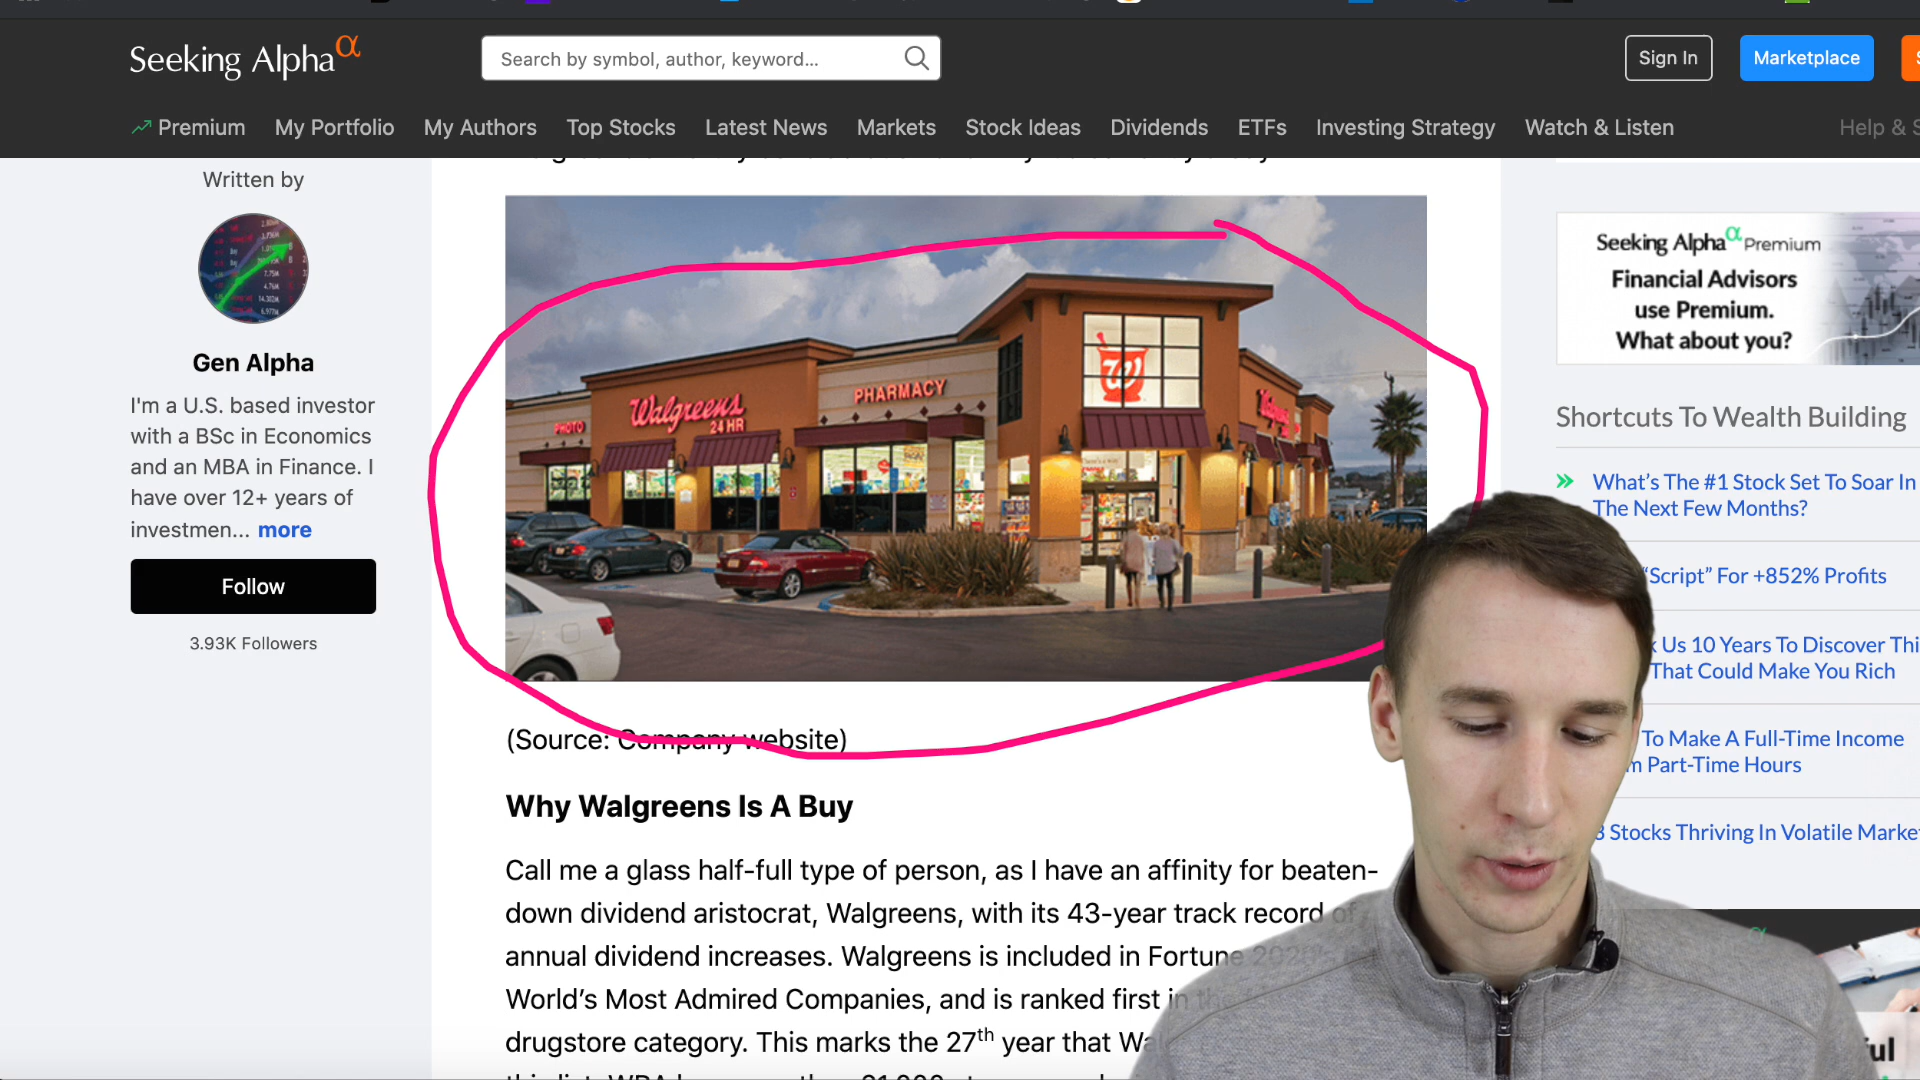 Seeking Alpha α
Search by symbol, author, keyword...
Sign In
Marketplace
Premium My Portfolio My Authors Top Stocks Latest News Markets Stock Ideas Dividends ETFs Investing Strategy Watch & Listen Help &
Written by
Gen Alpha
I'm a U.S. based investor
with a BSc in Economics
and an MBA in Finance. I
have over 12+ years of
investmen... more
Follow
3.93K Followers
PHOTO
Walgreens
24 HR
PHARMACY
W
Walgreens
(Source: Company website)
Why Walgreens Is A Buy
Call me a glass half-full type of person, as I have an affinity for beaten-
down dividend aristocrat, Walgreens, with its 43-year track record of
annual dividend increases. Walgreens is included in Fortune 2020's
World's Most Admired Companies, and is ranked first in the
drugstore category. This marks the 27th year that
Seeking Alpha α Premium
Financial Advisors
use Premium.
What about you?
Shortcuts To Wealth Building
What's The #1 Stock Set To Soar In
The Next Few Months?
"Script" For +852% Profits
Us 10 Years To Discover
That Could Make You Rich
To Make A Full-Time Income
Part-Time Hours
Stocks Thriving In Volatile